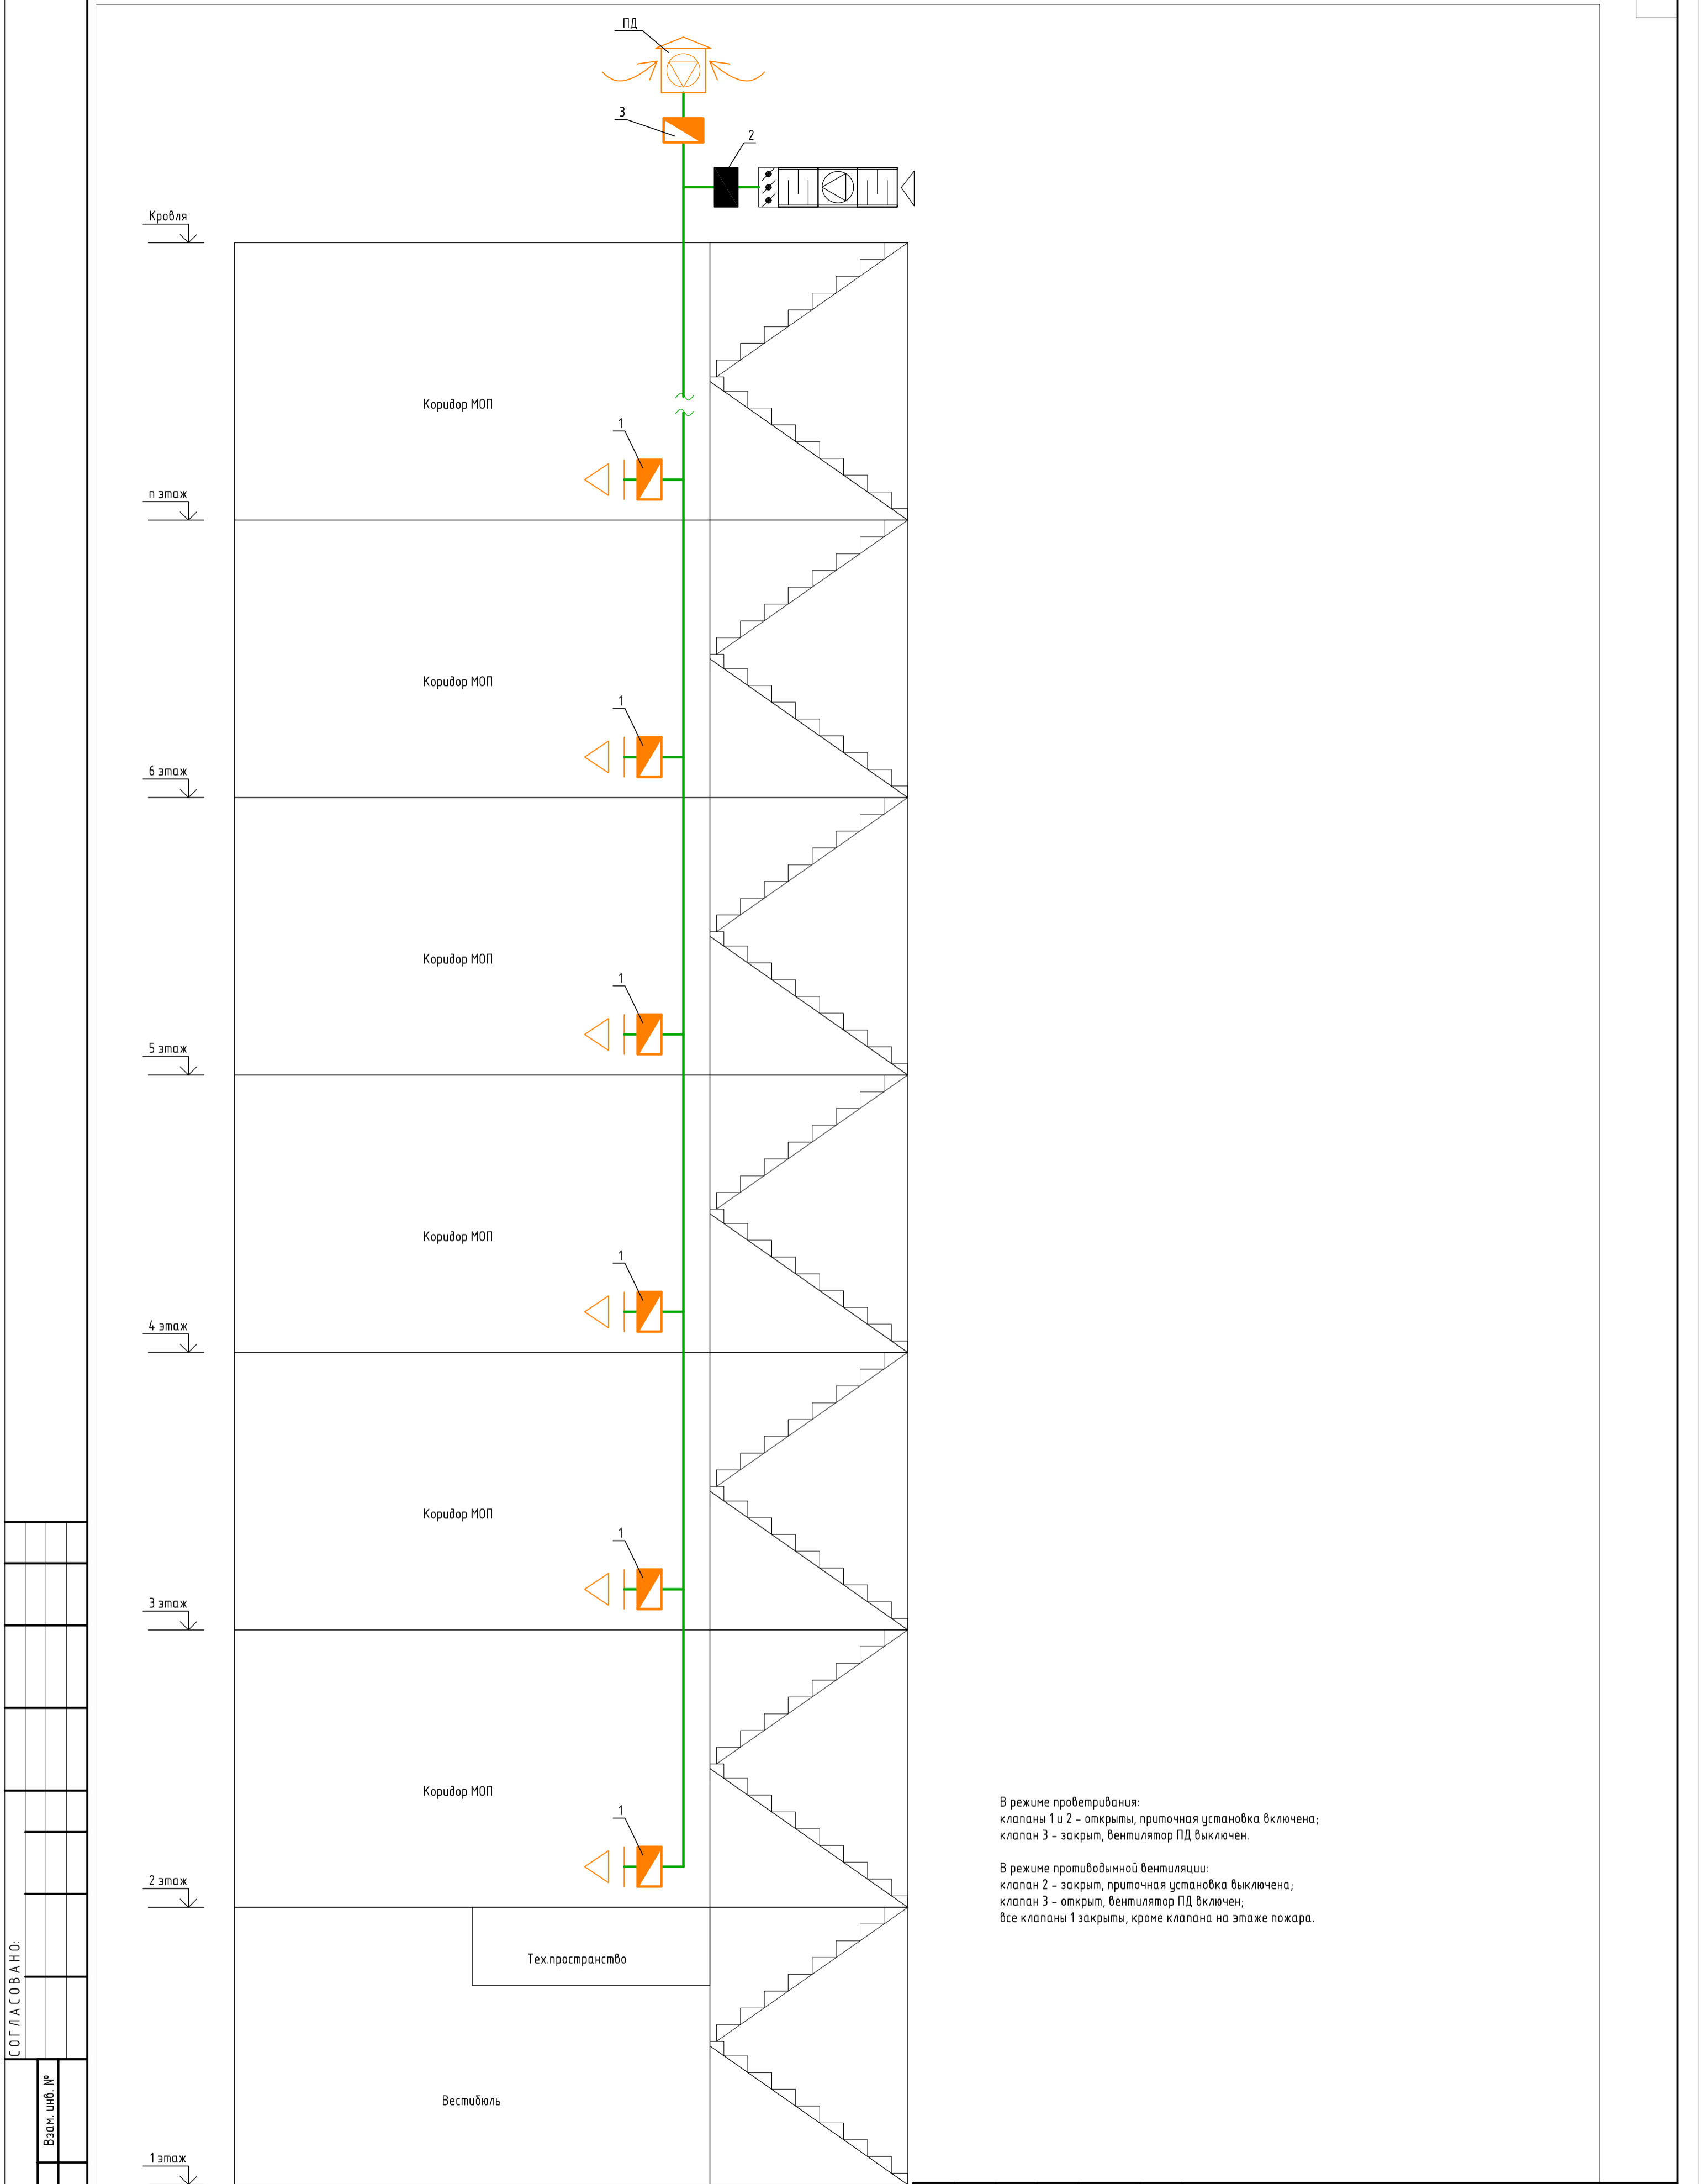 ПД
3
2
Кровля
Коридор МОП
1
n этаж
Коридор МОП
1
6 этаж
Коридор МОП
1
5 этаж
Коридор МОП
1
4 этаж
Коридор МОП
1
3 этаж
Коридор МОП
1
2 этаж
Тех.пространство
Вестибюль
1 этаж
В режиме проветривания:
клапаны 1 и 2 - открыты, приточная установка включена;
клапан 3 - закрыт, вентилятор ПД выключен.
В режиме противодымной вентиляции:
клапан 2 - закрыт, приточная установка выключена;
клапан 3 - открыт, вентилятор ПД включен;
все клапаны 1 закрыты, кроме клапана на этаже пожара.
СОГЛАСОВАНО:
Взам. инв. №